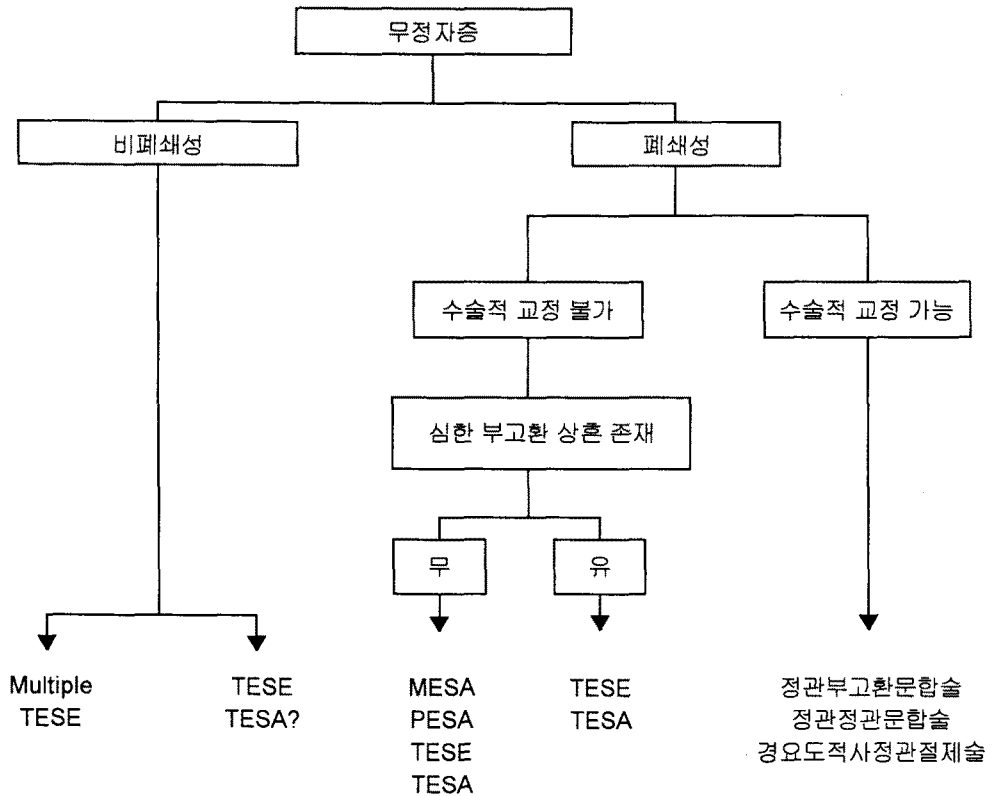 무정자증
비폐쇄성
폐쇄성
수술적 교정 불가
수술적 교정 가능
심한 부고환 상흔 존재
무
유
Multiple
TESE
TESE
TESA?
MESA
PESA
TESE
TESA
TESE
TESA
정관부고환문합술
정관정관문합술
경요도적사정관절제술